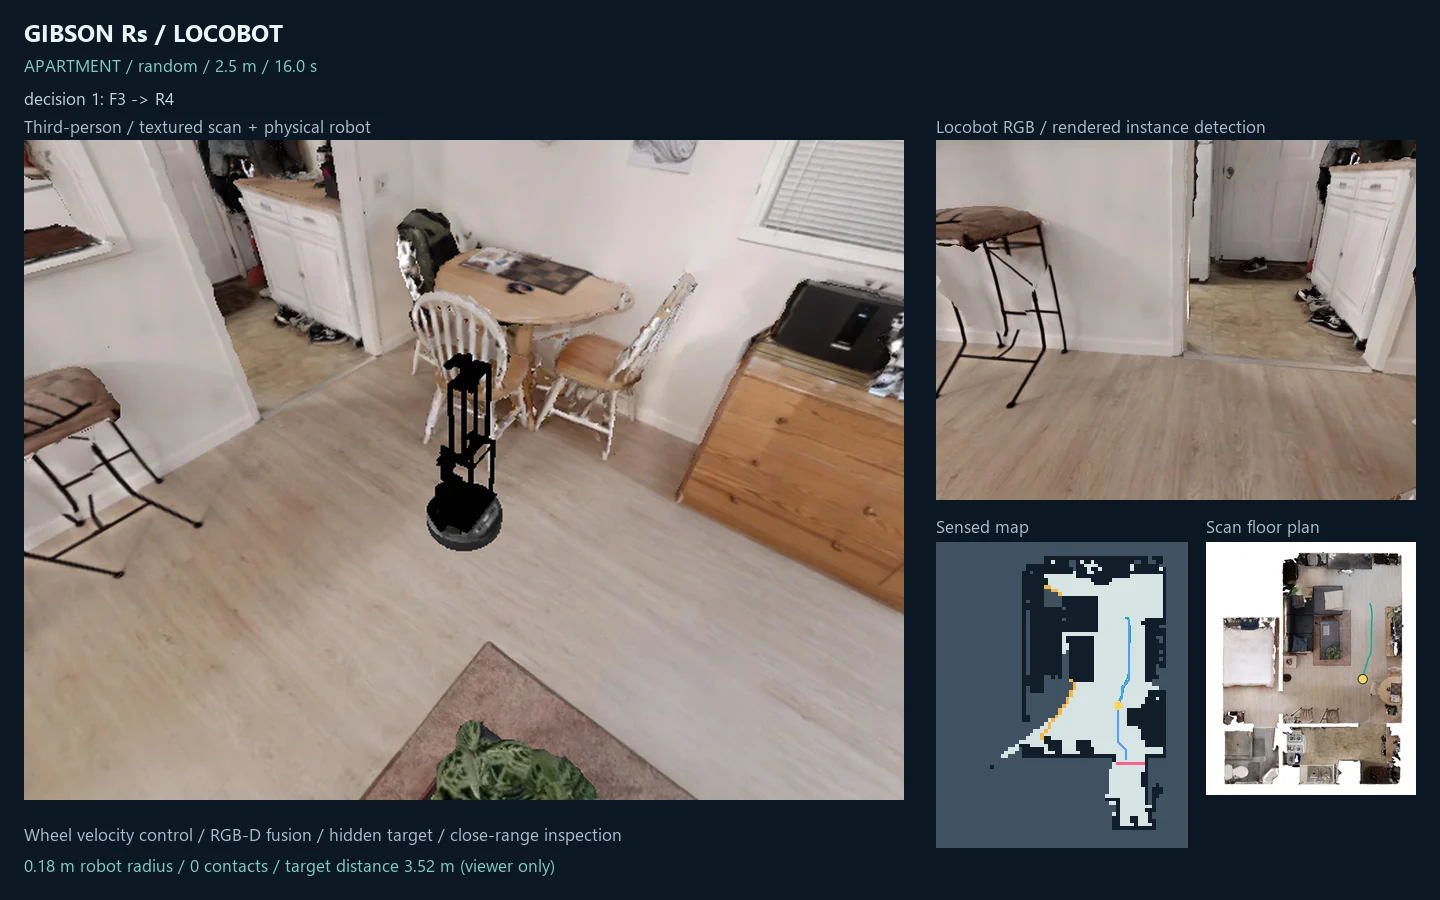 GIBSON Rs / LOCOBOT
APARTMENT / random / 2.5 m / 16.0 s
decision 1: F3 -> R4
Third-person / textured scan + physical robot
Locobot RGB / rendered instance detection
Sensed map
Scan floor plan
Wheel velocity control / RGB-D fusion / hidden target / close-range inspection
0.18 m robot radius / 0 contacts / target distance 3.52 m (viewer only)